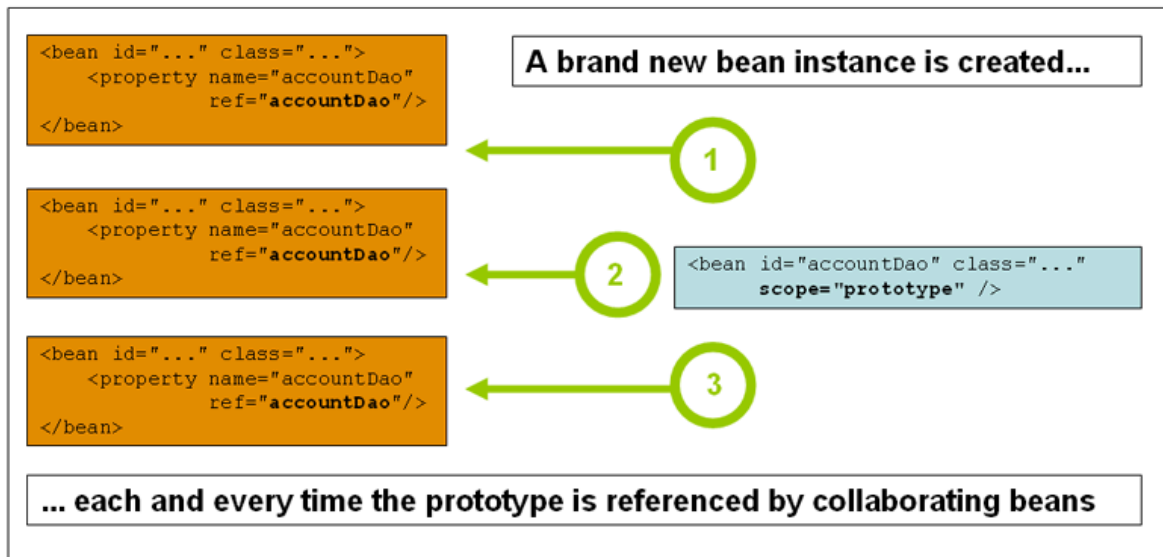 <bean id="..." class="...">
<property name="accountDao"
ref="accountDao"/>
</bean>
A brand new bean instance is created...
1
<bean id="..." class="...">
<property name="accountDao"
ref="accountDao"/>
</bean>
2
<bean id="accountDao" class="..."
scope="prototype" />
<bean id="..." class="...">
<property name="accountDao"
ref="accountDao"/>
</bean>
3
... each and every time the prototype is referenced by collaborating beans